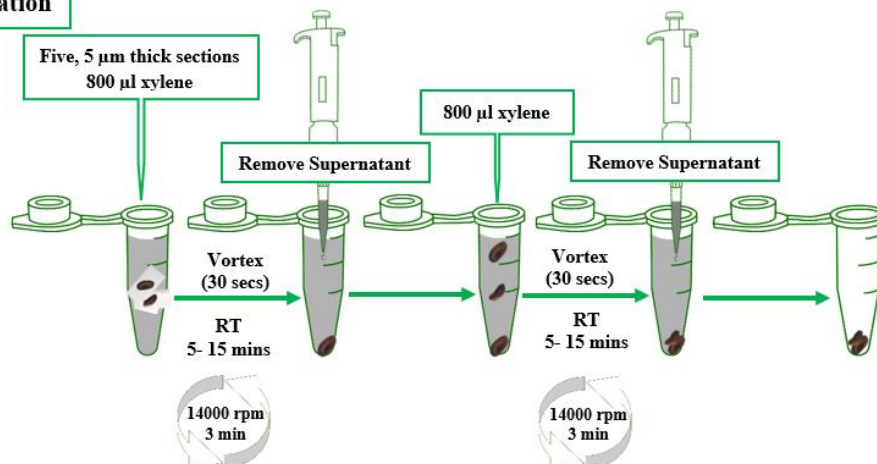 ation
Five, 5 µm thick sections
800 µl xylene
Remove Supernatant
Vortex
(30 secs)
RT
5- 15 mins
14000 rpm
3 min
800 µl xylene
Remove Supernatant
Vortex
(30 secs)
RT
5- 15 mins
14000 rpm
3 min